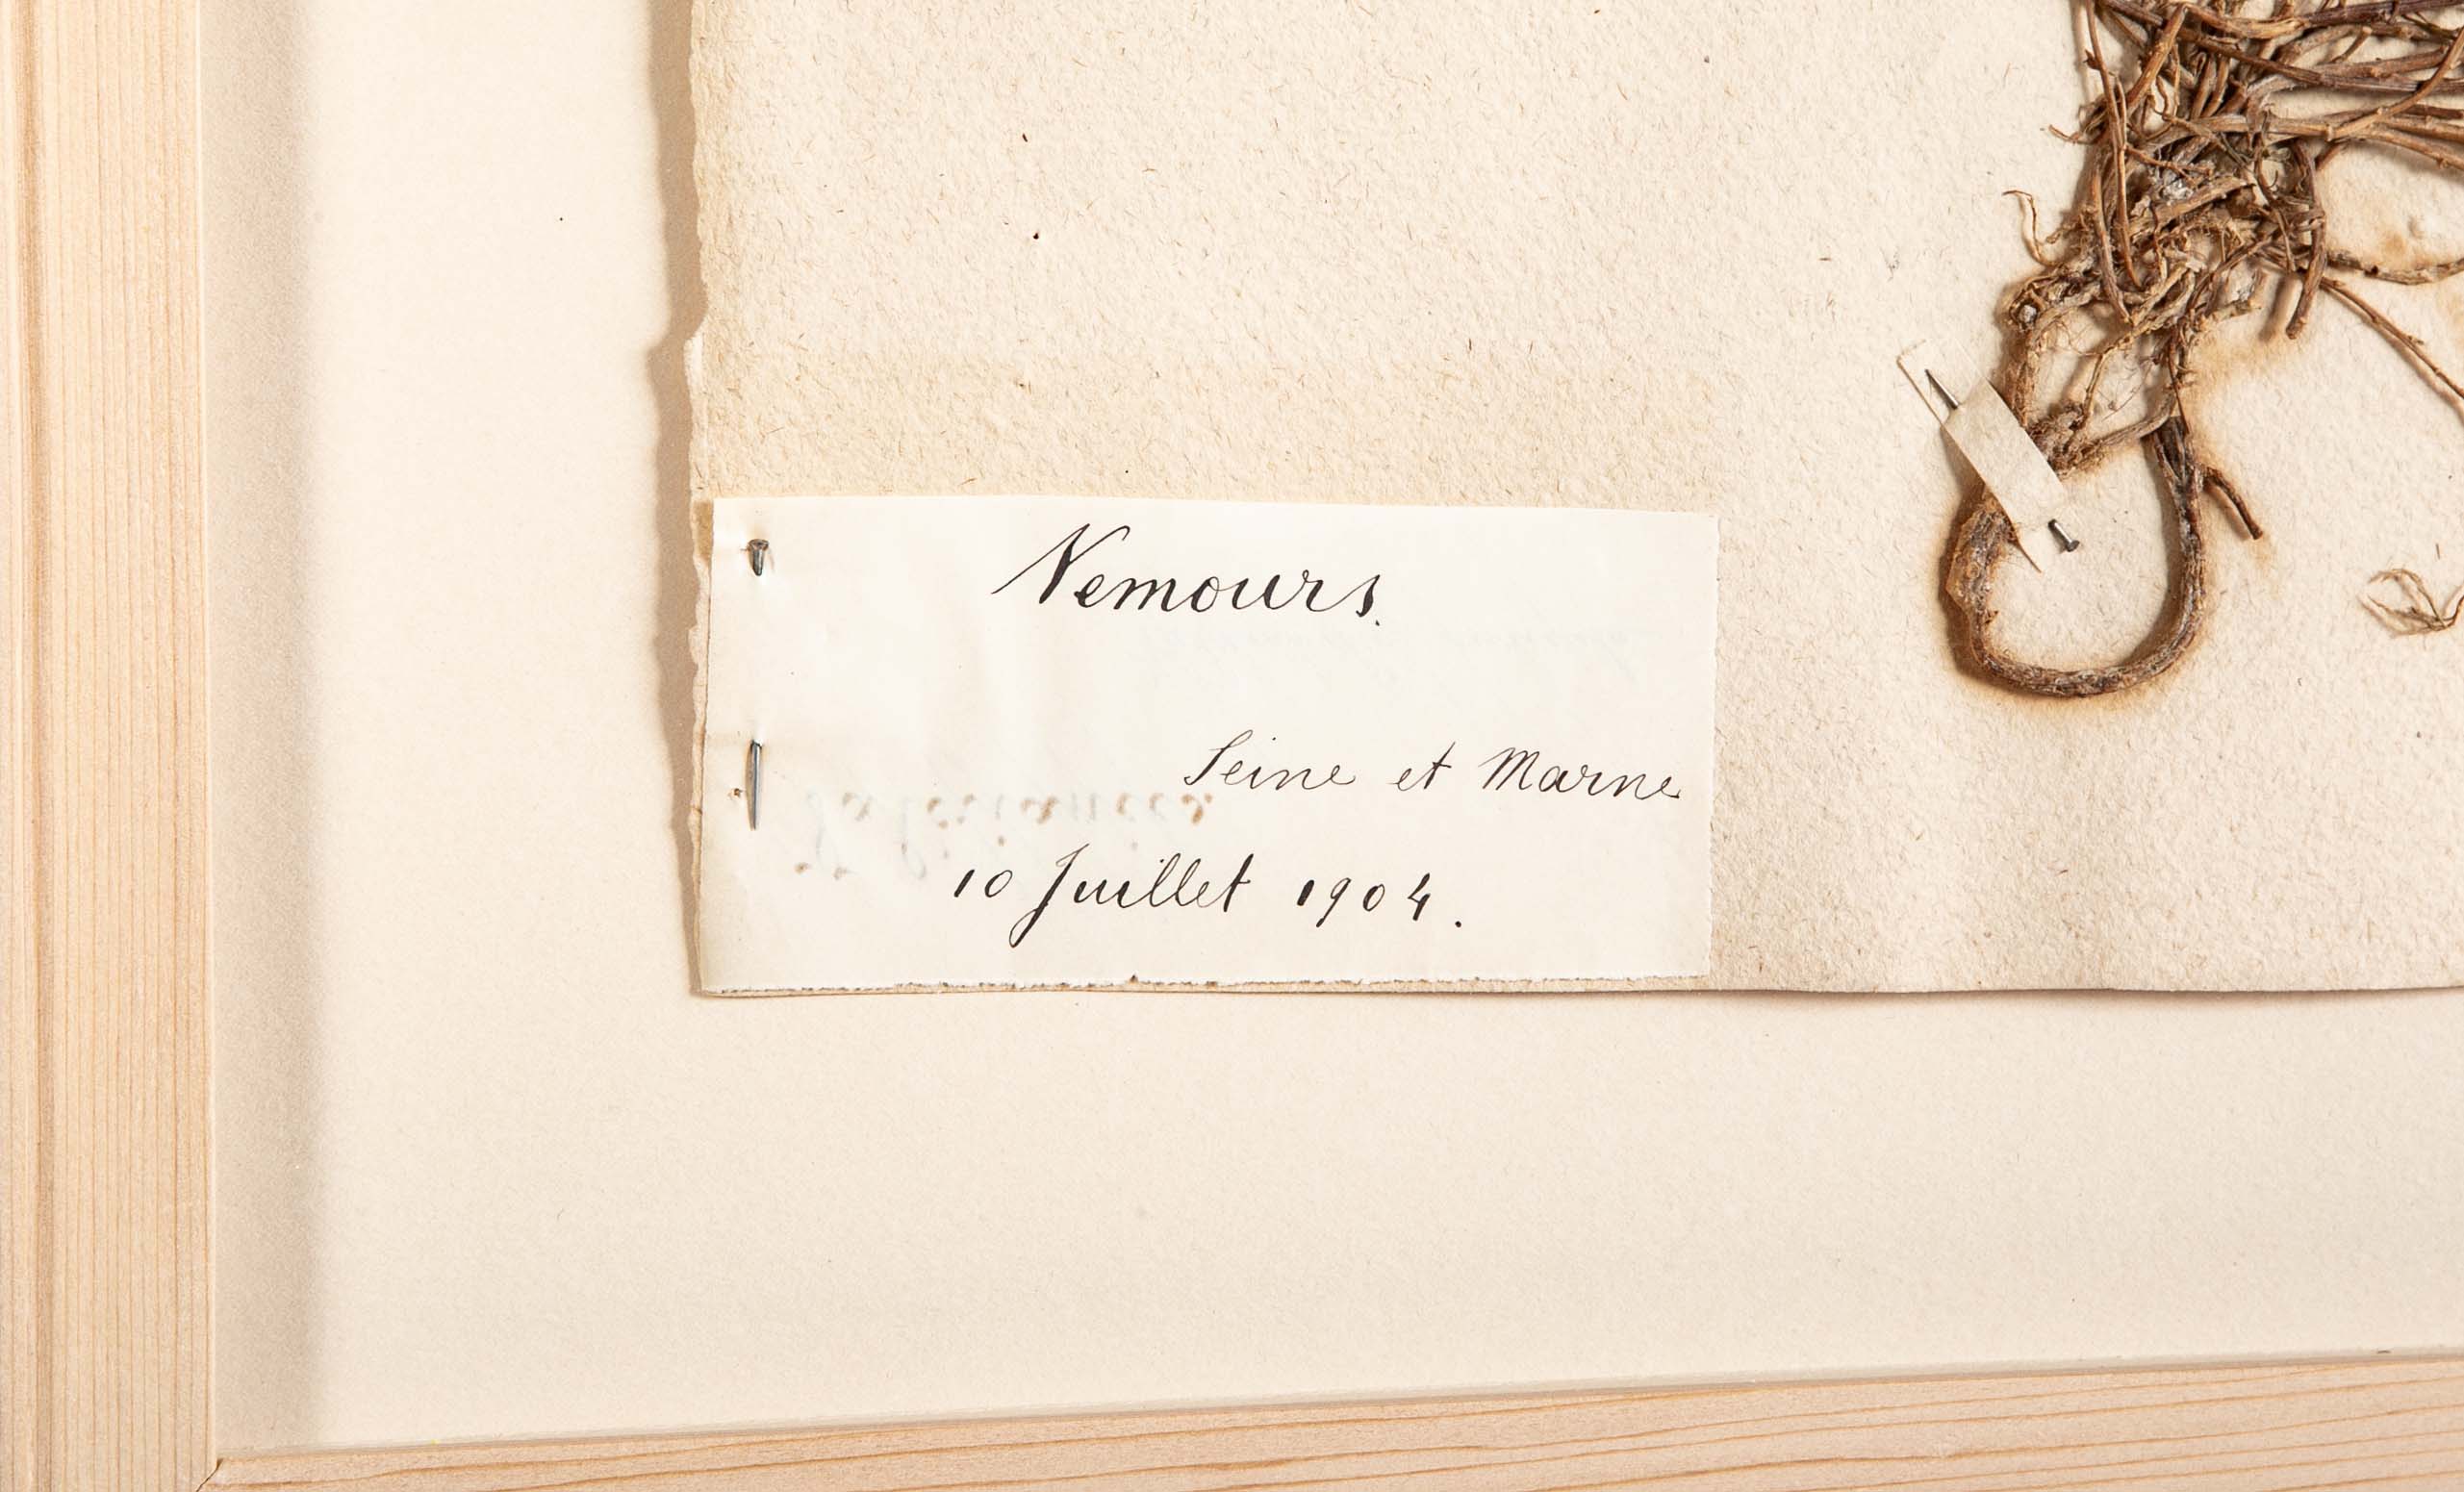 Nemours.
Seine et Marne
10 Juillet 1904.